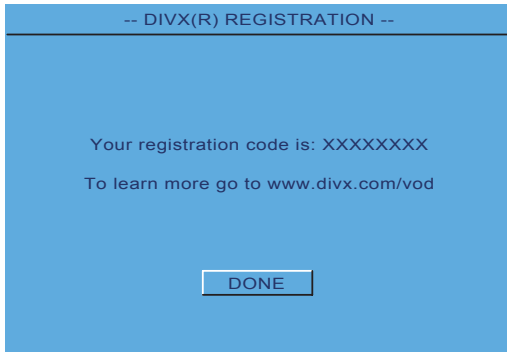 -- DIVX(R) REGISTRATION --
Your registration code is: XXXXXXXX
To learn more go to www.divx.com/vod
DONE